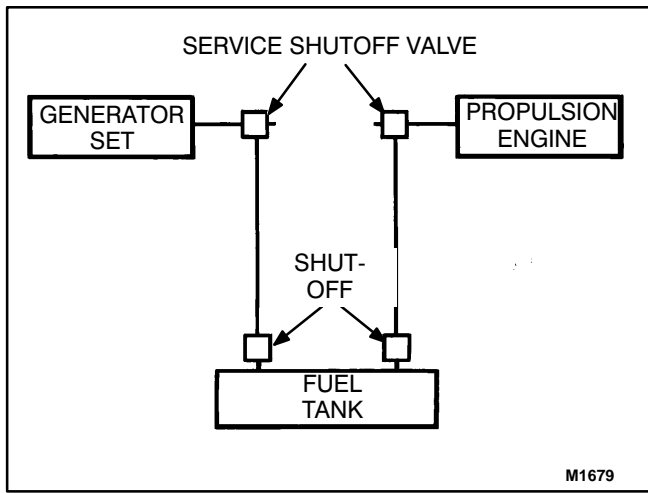 SERVICE SHUTOFF VALVE
GENERATOR
SET
PROPULSION
ENGINE
SHUT-
OFF
FUEL
TANK
M1679